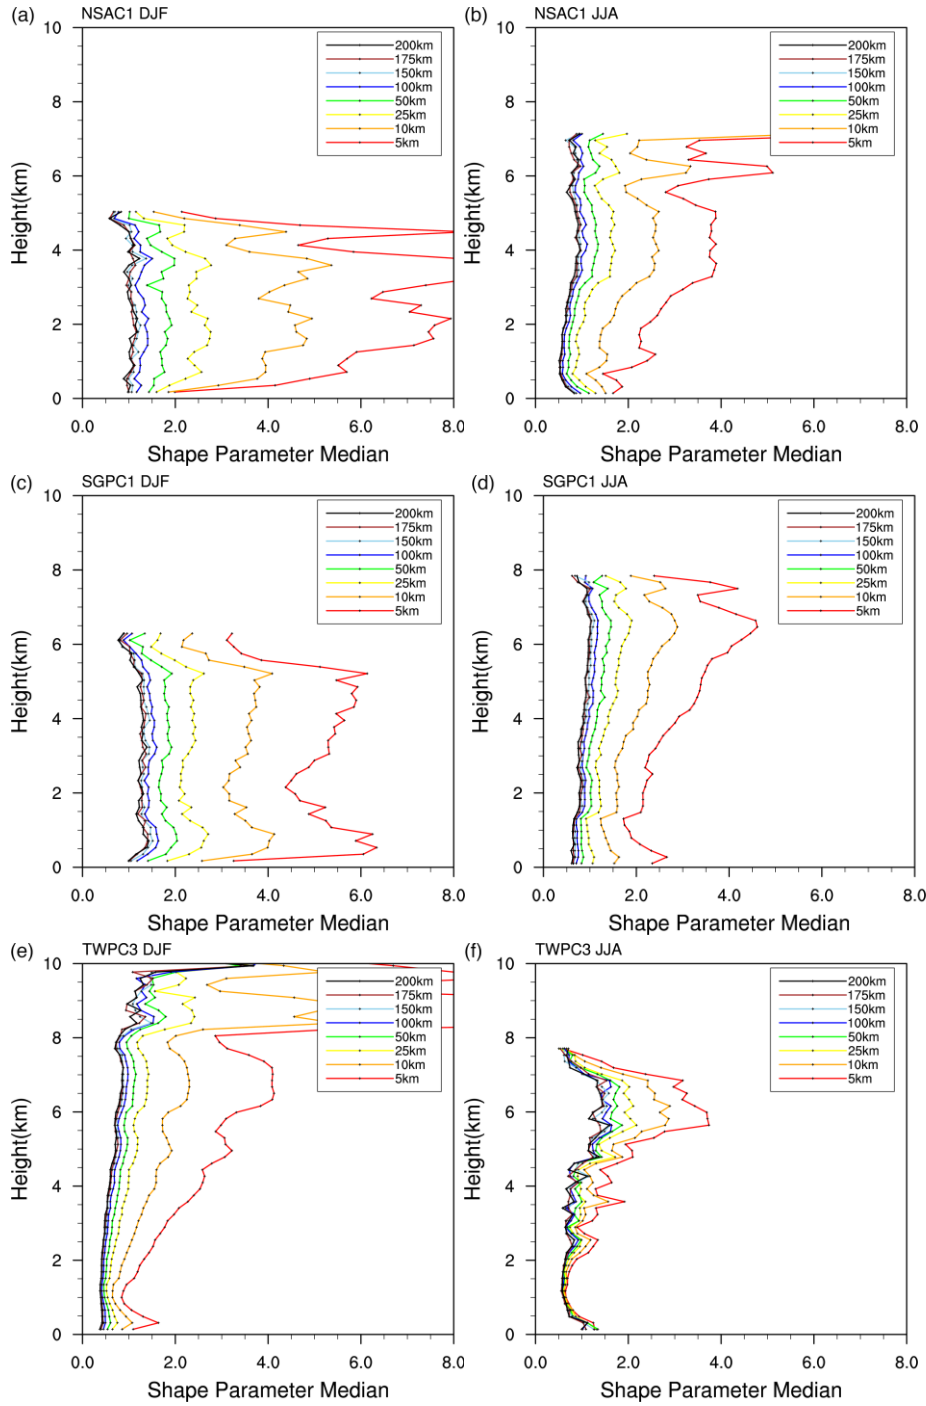 (a) NSAC1 DJF
10
8
6
4
2
0
Height(km)
200km
175km
150km
100km
50km
25km
10km
5km
0.0 2.0 4.0 6.0 8.0
Shape Parameter Median
(b) NSAC1 JJA
10
8
6
4
2
0
Height(km)
200km
175km
150km
100km
50km
25km
10km
5km
0.0 2.0 4.0 6.0 8.0
Shape Parameter Median
(c) SGPC1 DJF
10
8
6
4
2
0
Height(km)
200km
175km
150km
100km
50km
25km
10km
5km
0.0 2.0 4.0 6.0 8.0
Shape Parameter Median
(d) SGPC1 JJA
10
8
6
4
2
0
Height(km)
200km
175km
150km
100km
50km
25km
10km
5km
0.0 2.0 4.0 6.0 8.0
Shape Parameter Median
(e) TWPC3 DJF
10
8
6
4
2
0
Height(km)
200km
175km
150km
100km
50km
25km
10km
5km
0.0 2.0 4.0 6.0 8.0
Shape Parameter Median
(f) TWPC3 JJA
10
8
6
4
2
0
Height(km)
200km
175km
150km
100km
50km
25km
10km
5km
0.0 2.0 4.0 6.0 8.0
Shape Parameter Median